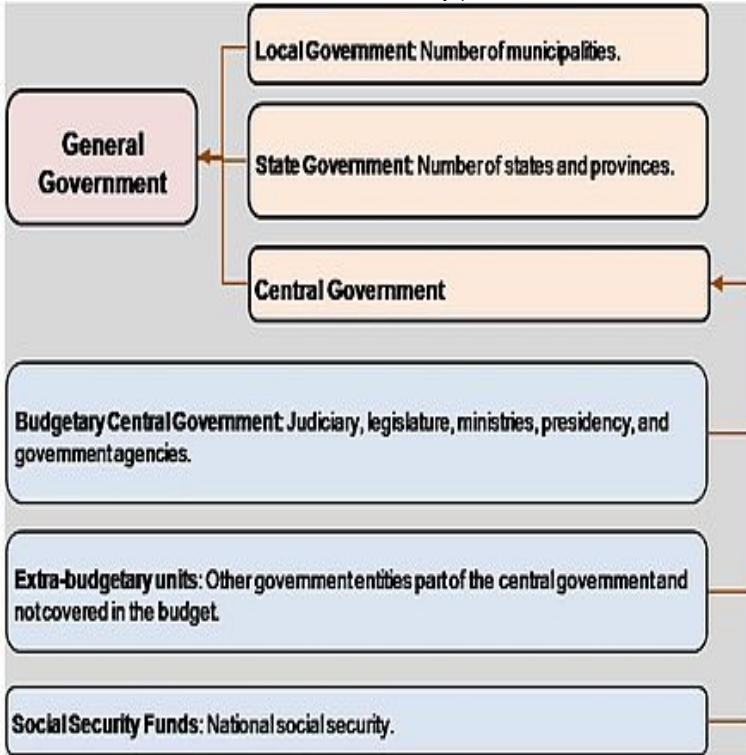 Local Government: Number of municipalities.
General
Government
State Government: Number of states and provinces.
Central Government
Budgetary Central Government: Judiciary, legislature, ministries, presidency, and
government agencies.
Extra-budgetary units: Other government entities part of the central government and
not covered in the budget.
Social Security Funds: National social security.